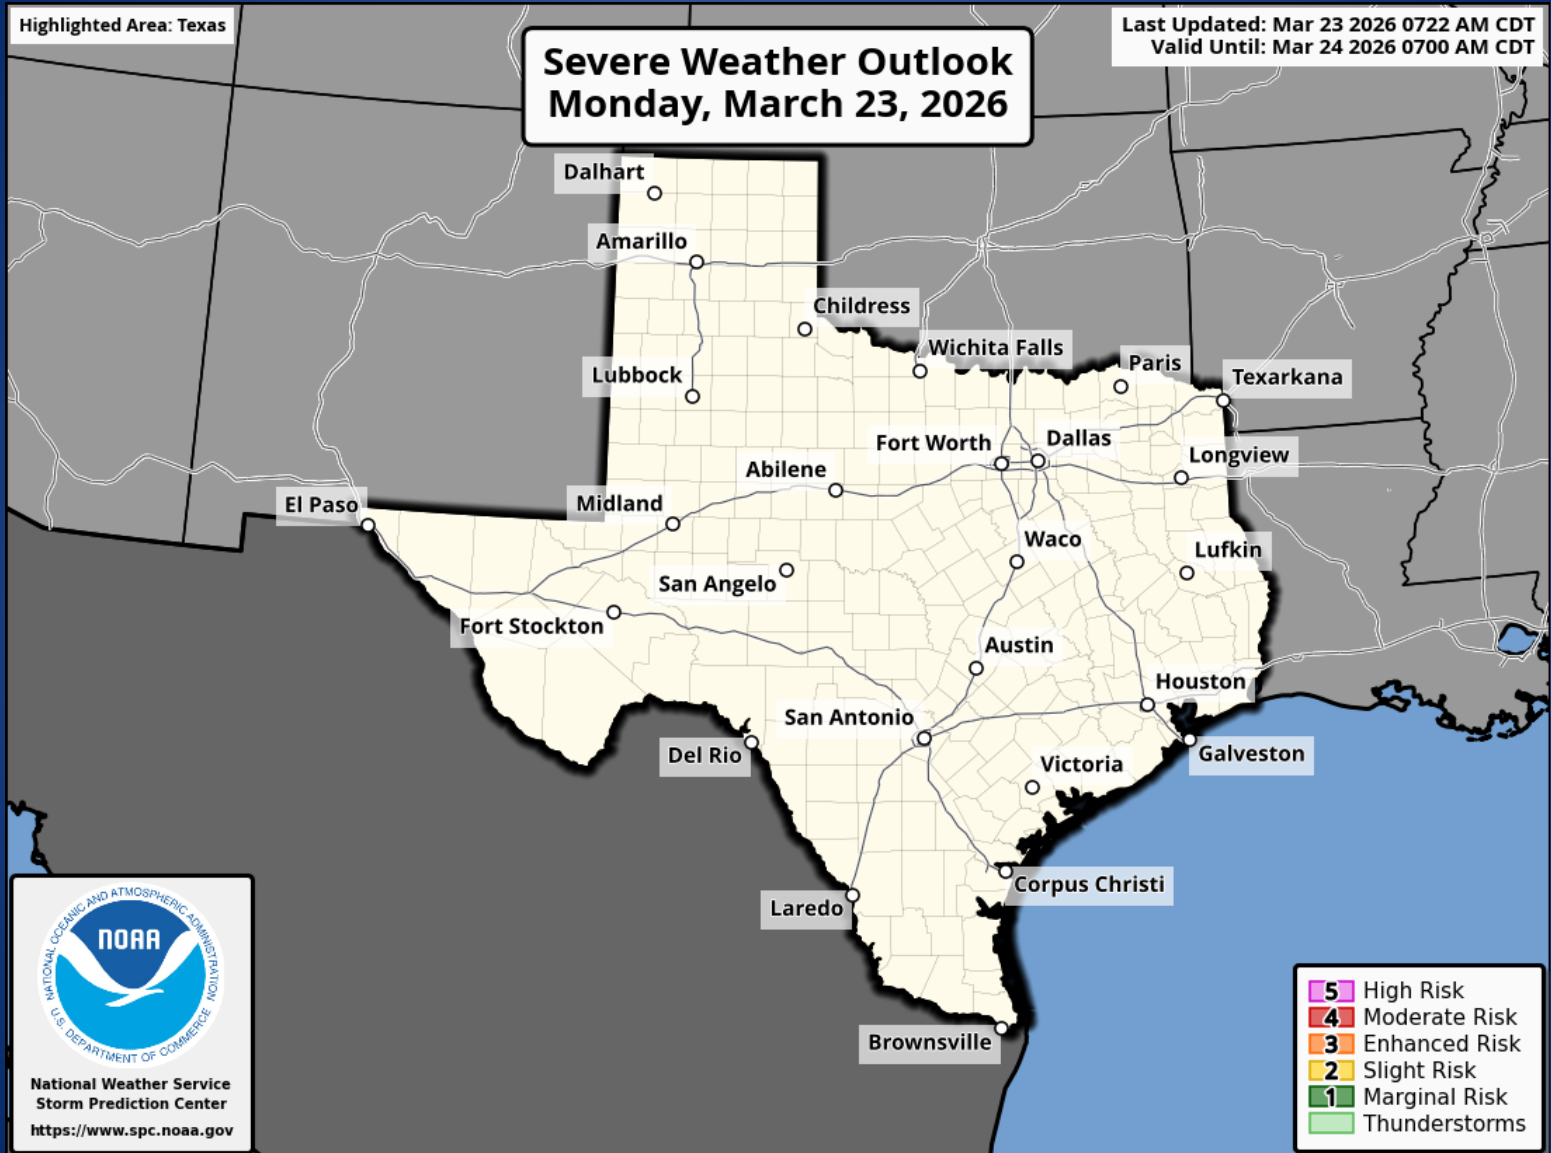 Highlighted Area: Texas
Severe Weather Outlook
Monday, March 23, 2026
Last Updated: Mar 23 2026 0722 AM CDT
Valid Until: Mar 24 2026 0700 AM CDT
Dalhart
Amarillo
Childress
Wichita Falls
Paris
Texarkana
Lubbock
Fort Worth
Dallas
Longview
Abilene
El Paso
Midland
Waco
Lufkin
San Angelo
Fort Stockton
Austin
Houston
San Antonio
Del Rio
Galveston
Victoria
Corpus Christi
Laredo
Brownsville
NATIONAL OCEANIC AND ATMOSPHERIC ADMINISTRATION
NOAA
U.S. DEPARTMENT OF COMMERCE
National Weather Service
Storm Prediction Center
https://www.spc.noaa.gov
5 High Risk
4 Moderate Risk
3 Enhanced Risk
2 Slight Risk
1 Marginal Risk
Thunderstorms